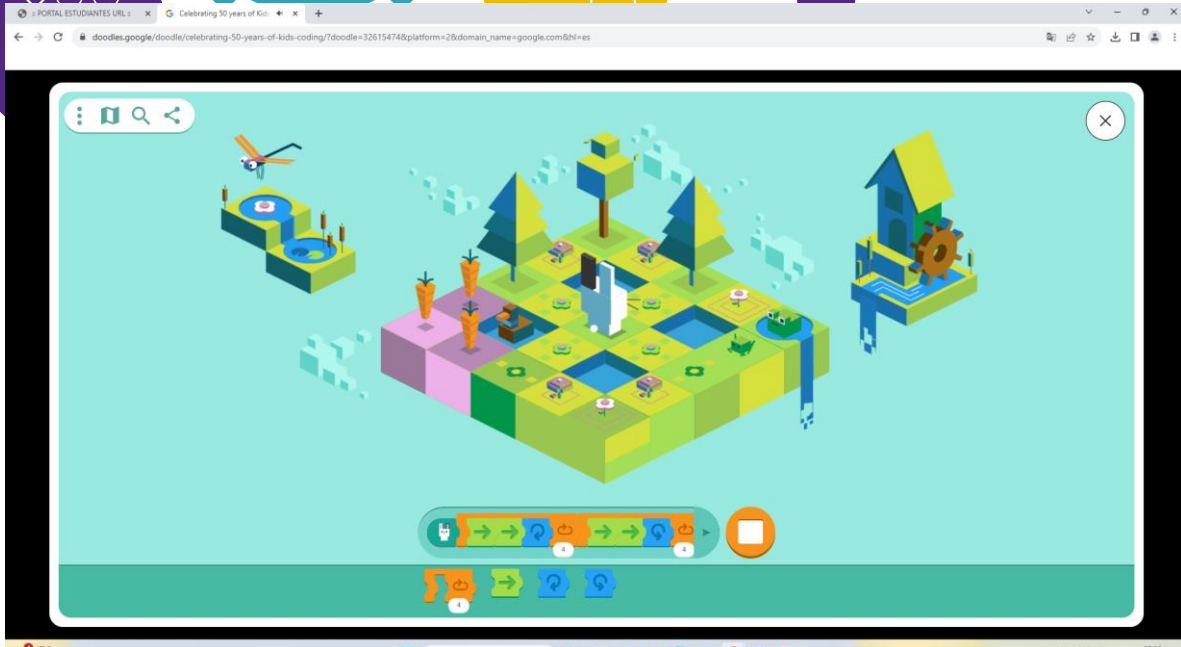 :: PORTAL ESTUDIANTES URL ::
Celebrating 50 years of Kids
doodles.google/doodle/celebrating-50-years-of-kids-coding/?doodle=32615474&platform=2&domain_name=google.com&hl=es
4 4
4